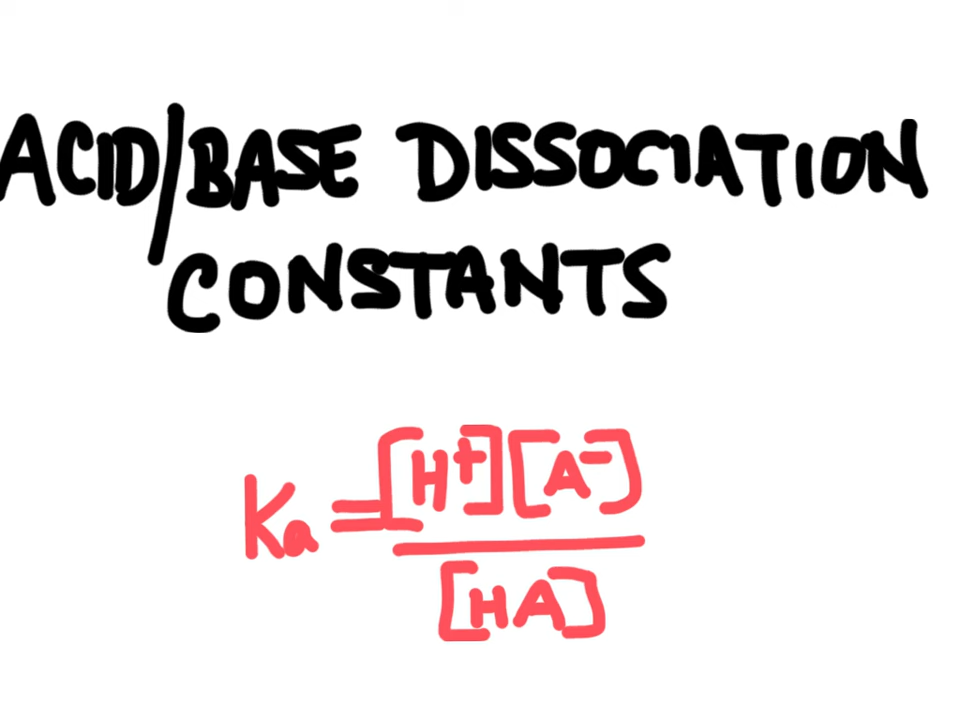 ACID/BASE DISSOCIATION
CONSTANTS
Ka = [H+][A-]
[HA]